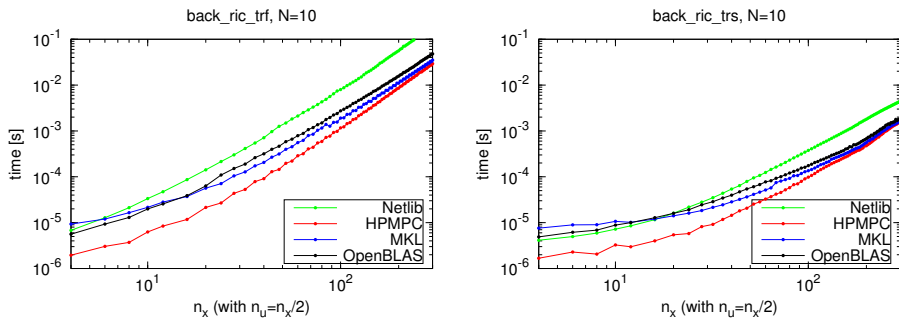 back_ric_trf, N=10
time [s]
10^-1
10^-2
10^-3
10^-4
10^-5
10^-6
Netlib
HPMPC
MKL
OpenBLAS
10^1
10^2
n_x (with n_u=n_x/2)
back_ric_trs, N=10
time [s]
10^-1
10^-2
10^-3
10^-4
10^-5
10^-6
Netlib
HPMPC
MKL
OpenBLAS
10^1
10^2
n_x (with n_u=n_x/2)